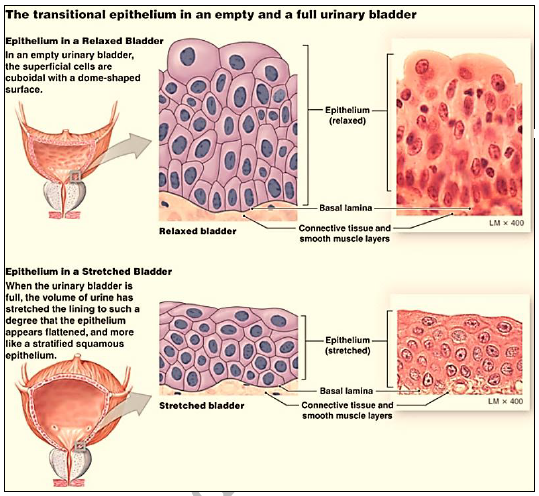 The transitional epithelium in an empty and a full urinary bladder
Epithelium in a Relaxed Bladder
In an empty urinary bladder,
the superficial cells are
cuboidal with a dome-shaped
surface.
Epithelium
(relaxed)
Basal lamina
LM × 400
Relaxed bladder
Connective tissue and
smooth muscle layers
Epithelium in a Stretched Bladder
When the urinary bladder is
full, the volume of urine has
stretched the lining to such a
degree that the epithelium
appears flattened, and more
like a stratified squamous
epithelium.
Epithelium
(stretched)
Basal lamina
LM × 400
Stretched bladder
Connective tissue and
smooth muscle layers